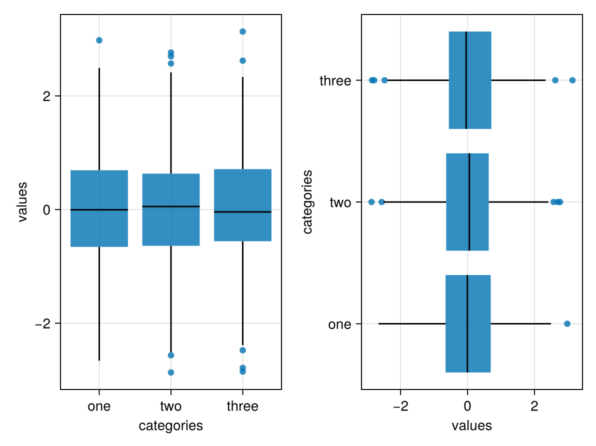 values
2
0
−2
one two three
categories
categories
three
two
one
−2 0 2
values